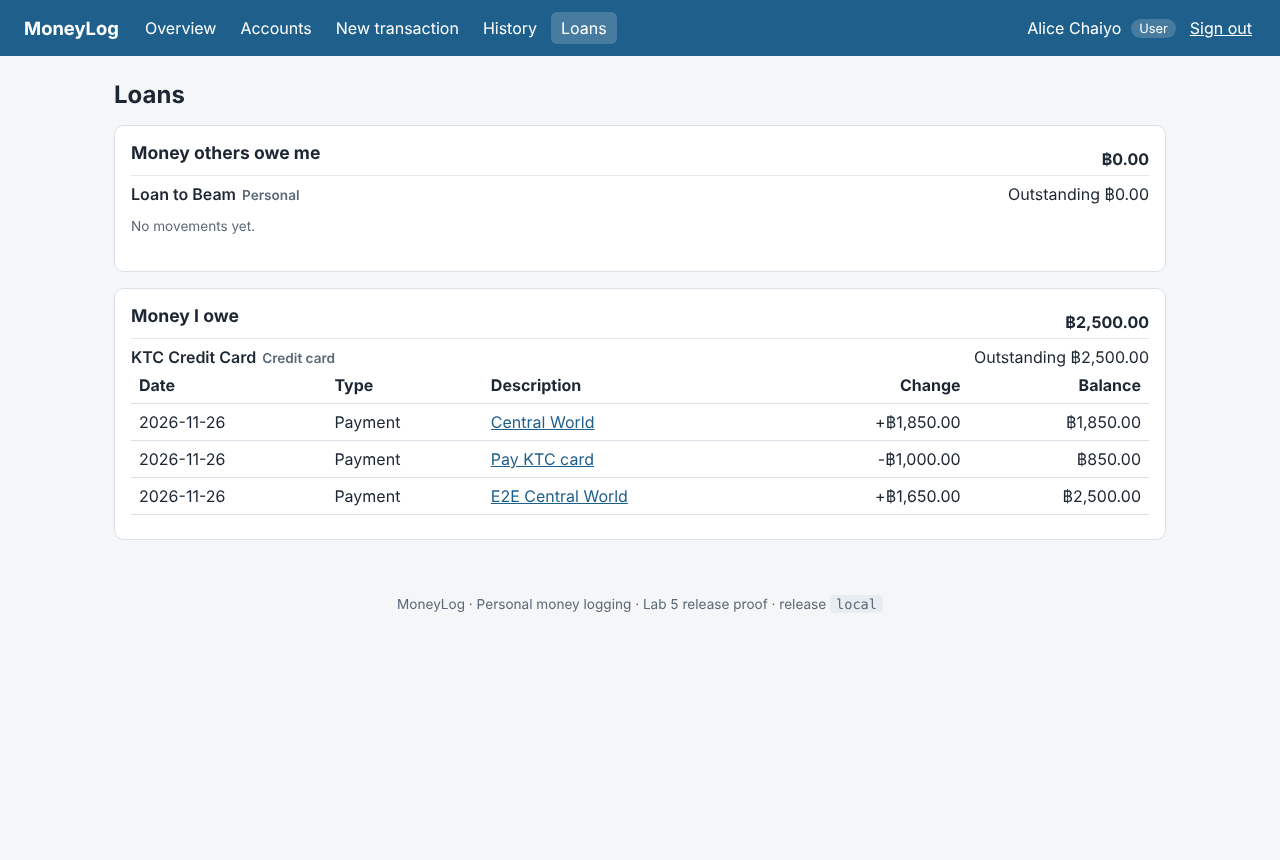 MoneyLog Overview Accounts New transaction History Loans Alice Chaiyo User Sign out
Loans
Money others owe me ฿0.00
Loan to Beam Personal Outstanding ฿0.00
No movements yet.
Money I owe ฿2,500.00
KTC Credit Card Credit card Outstanding ฿2,500.00
Date Type Description Change Balance
2026-11-26 Payment Central World +฿1,850.00 ฿1,850.00
2026-11-26 Payment Pay KTC card -฿1,000.00 ฿850.00
2026-11-26 Payment E2E Central World +฿1,650.00 ฿2,500.00
MoneyLog · Personal money logging · Lab 5 release proof · release local